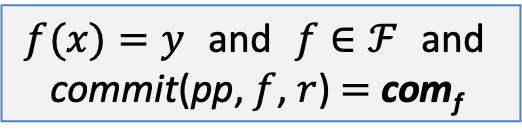 f(x) = y and f ∈ ℱ and
commit(pp, f, r) = com_f